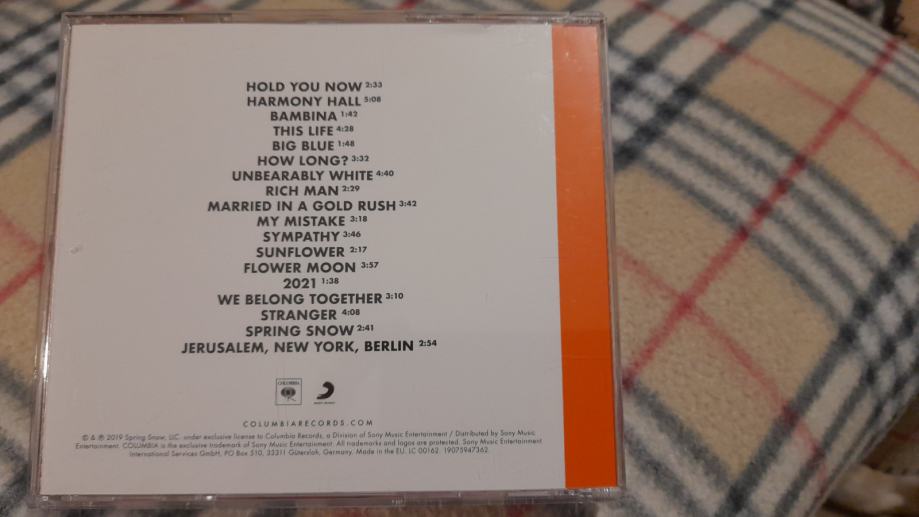 HOLD YOU NOW 2:33
HARMONY HALL 5:08
BAMBINA 1:42
THIS LIFE 4:28
BIG BLUE 1:48
HOW LONG? 3:32
UNBEARABLY WHITE 4:40
RICH MAN 2:29
MARRIED IN A GOLD RUSH 3:42
MY MISTAKE 3:18
SYMPATHY 3:46
SUNFLOWER 2:17
FLOWER MOON 3:57
2021 1:38
WE BELONG TOGETHER 3:10
STRANGER 4:08
SPRING SNOW 2:41
JERUSALEM, NEW YORK, BERLIN 2:54
COLUMBIA
COLUMBIARECORDS.COM
© & ℗ 2019 Spring Snow, LLC. under exclusive license to Columbia Records, a Division of Sony Music Entertainment / Distributed by Sony Music
Entertainment. COLUMBIA is the exclusive trademark of Sony Music Entertainment. All trademarks and logos are protected. Sony Music Entertainment
International Services GmbH, PO Box 510, 33311 Gütersloh, Germany. Made in the EU. LC 00162. 19075947362.